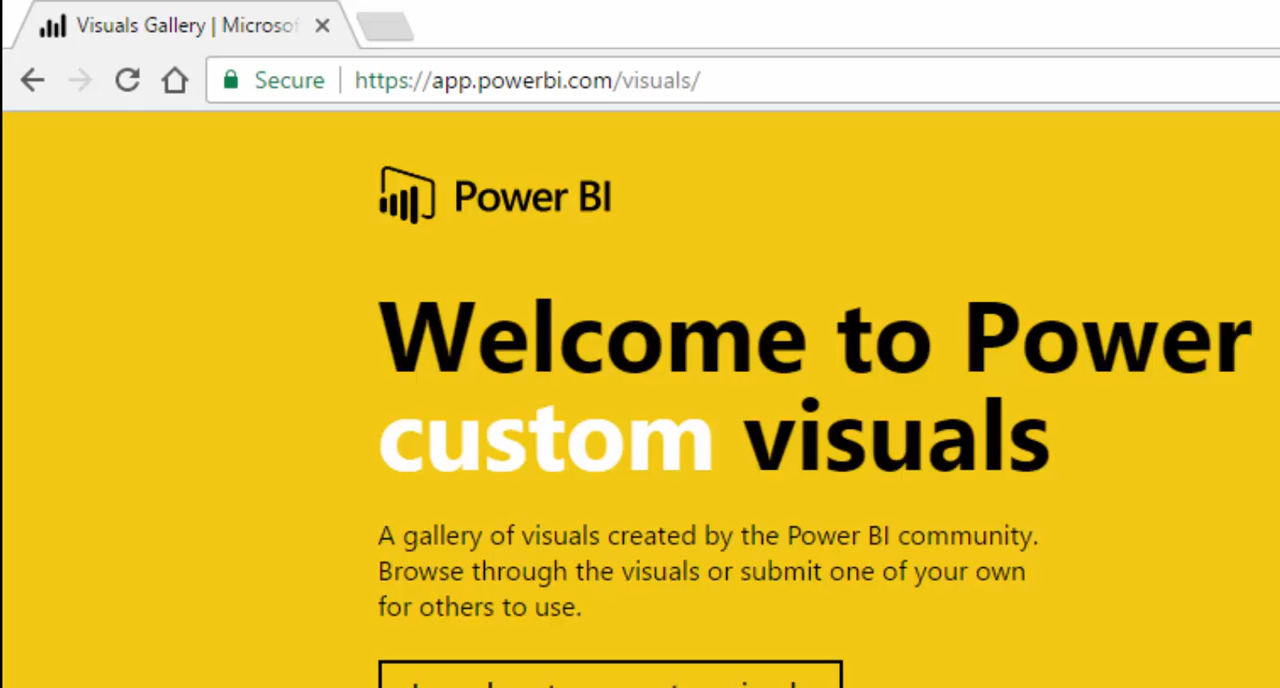 Visuals Gallery | Microsof
Secure
https://app.powerbi.com/visuals/
Power BI
Welcome to Power
custom visuals
A gallery of visuals created by the Power BI community.
Browse through the visuals or submit one of your own
for others to use.